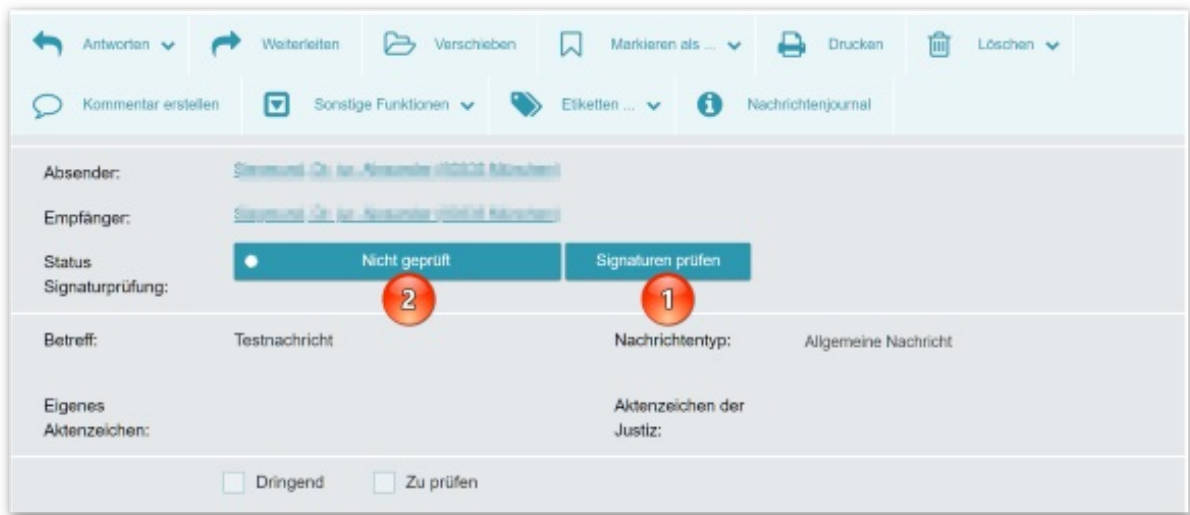 Antworten Weiterleiten Verschieben Markieren als ... Drucken Löschen
Kommentar erstellen Sonstige Funktionen Etiketten ... Nachrichtenjournal
Absender:
Empfänger:
Status Nicht geprüft Signaturen prüfen
Signaturprüfung:
2 1
Betreff: Testnachricht Nachrichtentyp: Allgemeine Nachricht
Eigenes Aktenzeichen der
Aktenzeichen: Justiz:
Dringend Zu prüfen